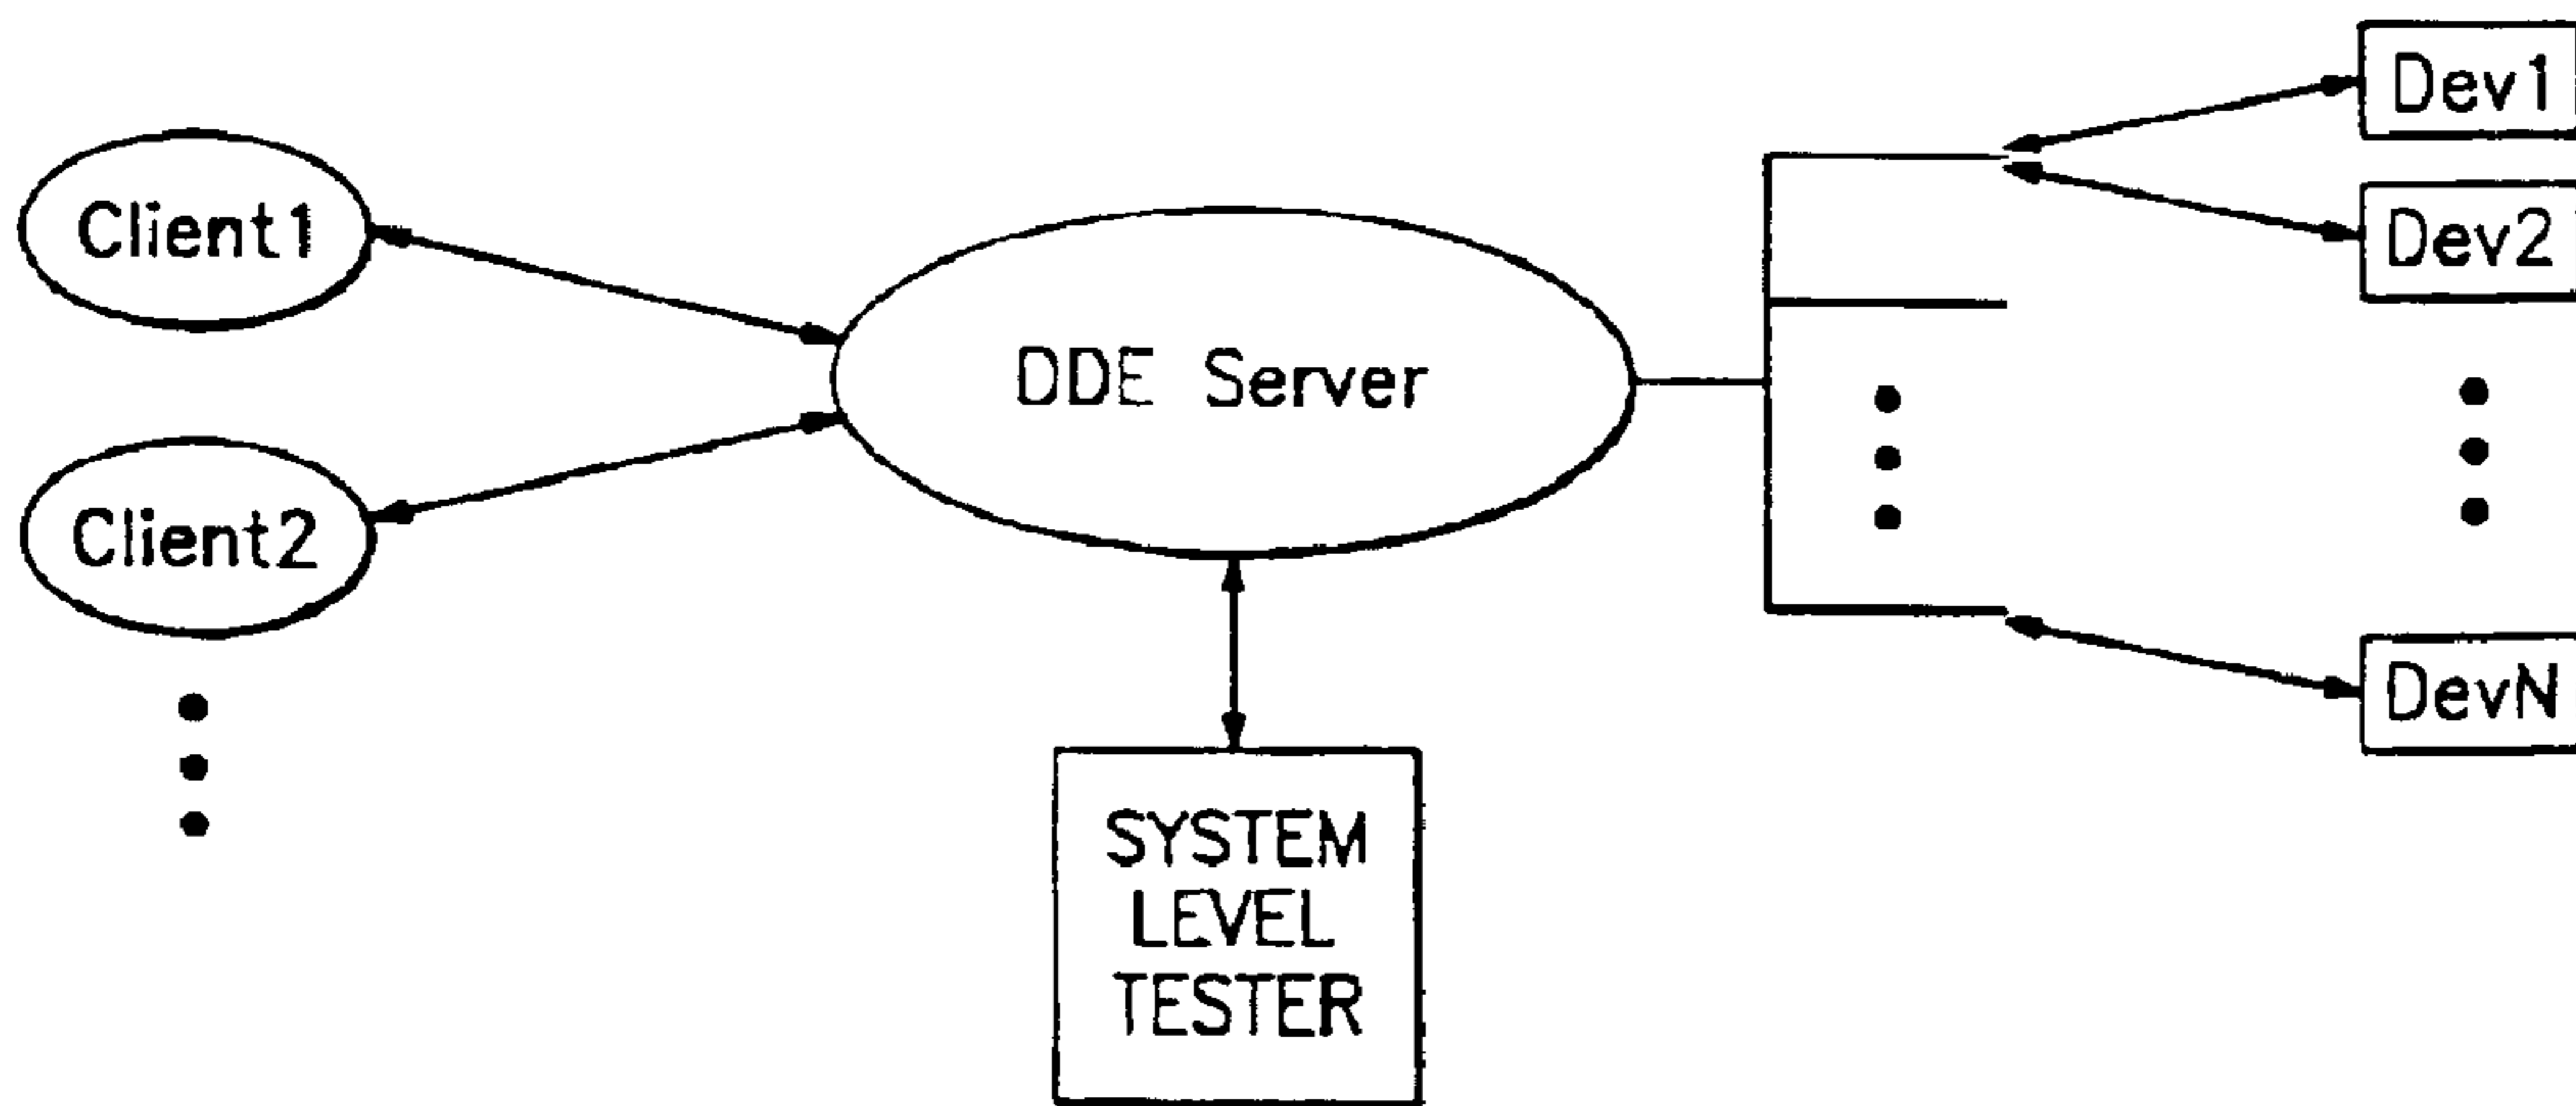 Client1
Client2
DDE Server
SYSTEM
LEVEL
TESTER
Dev1
Dev2
DevN